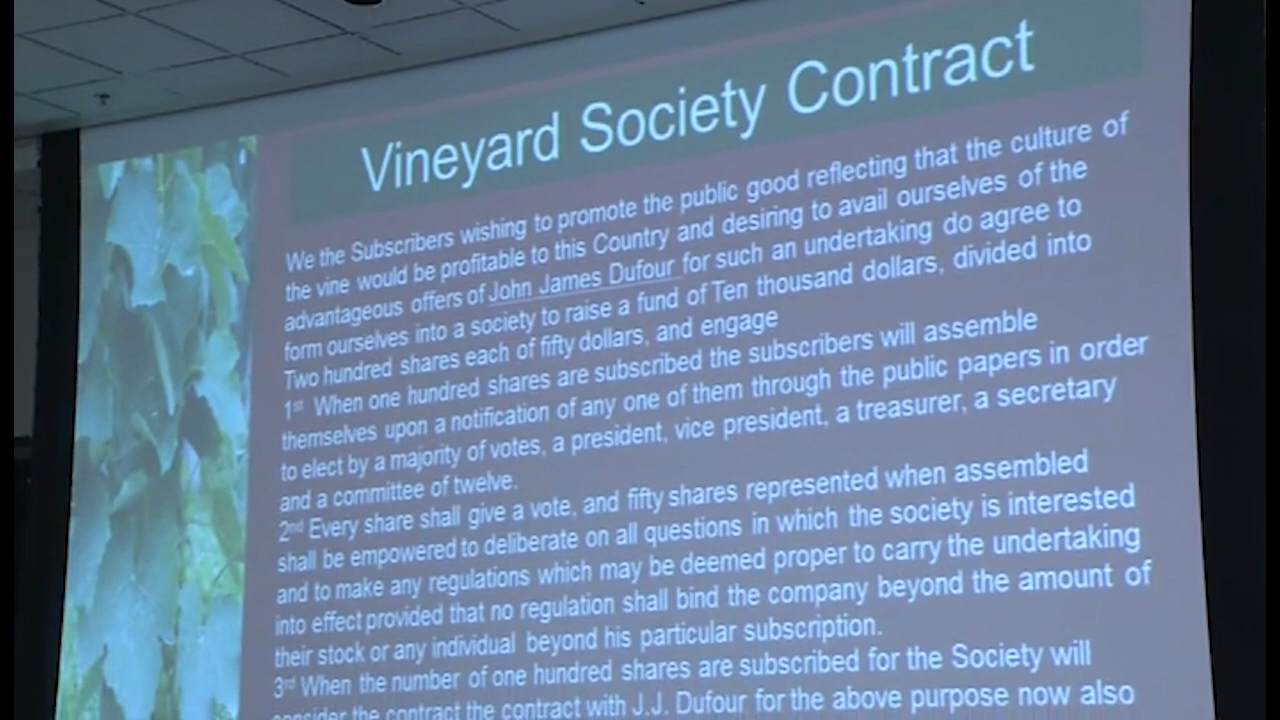 Vineyard Society Contract
We the Subscribers wishing to promote the public good reflecting that the culture of
the vine would be profitable to this Country and desiring to avail ourselves of the
advantageous offers of John James Dufour for such an undertaking do agree to
form ourselves into a society to raise a fund of Ten thousand dollars, divided into
Two hundred shares each of fifty dollars, and engage
1st When one hundred shares are subscribed the subscribers will assemble
themselves upon a notification of any one of them through the public papers in order
to elect by a majority of votes, a president, vice president, a treasurer, a secretary
and a committee of twelve.
2nd Every share shall give a vote, and fifty shares represented when assembled
shall be empowered to deliberate on all questions in which the society is interested
and to make any regulations which may be deemed proper to carry the undertaking
into effect provided that no regulation shall bind the company beyond the amount of
their stock or any individual beyond his particular subscription.
3rd When the number of one hundred shares are subscribed for the Society will
consider the contract the contract with J.J. Dufour for the above purpose now also